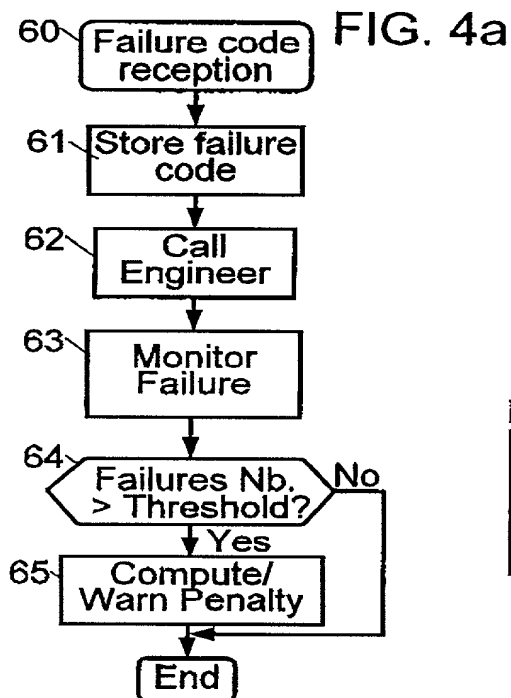 FIG. 4a
60
Failure code
reception
61
Store failure
code
62
Call
Engineer
63
Monitor
Failure
64
Failures Nb.
> Threshold?
No
Yes
65
Compute/
Warn Penalty
End